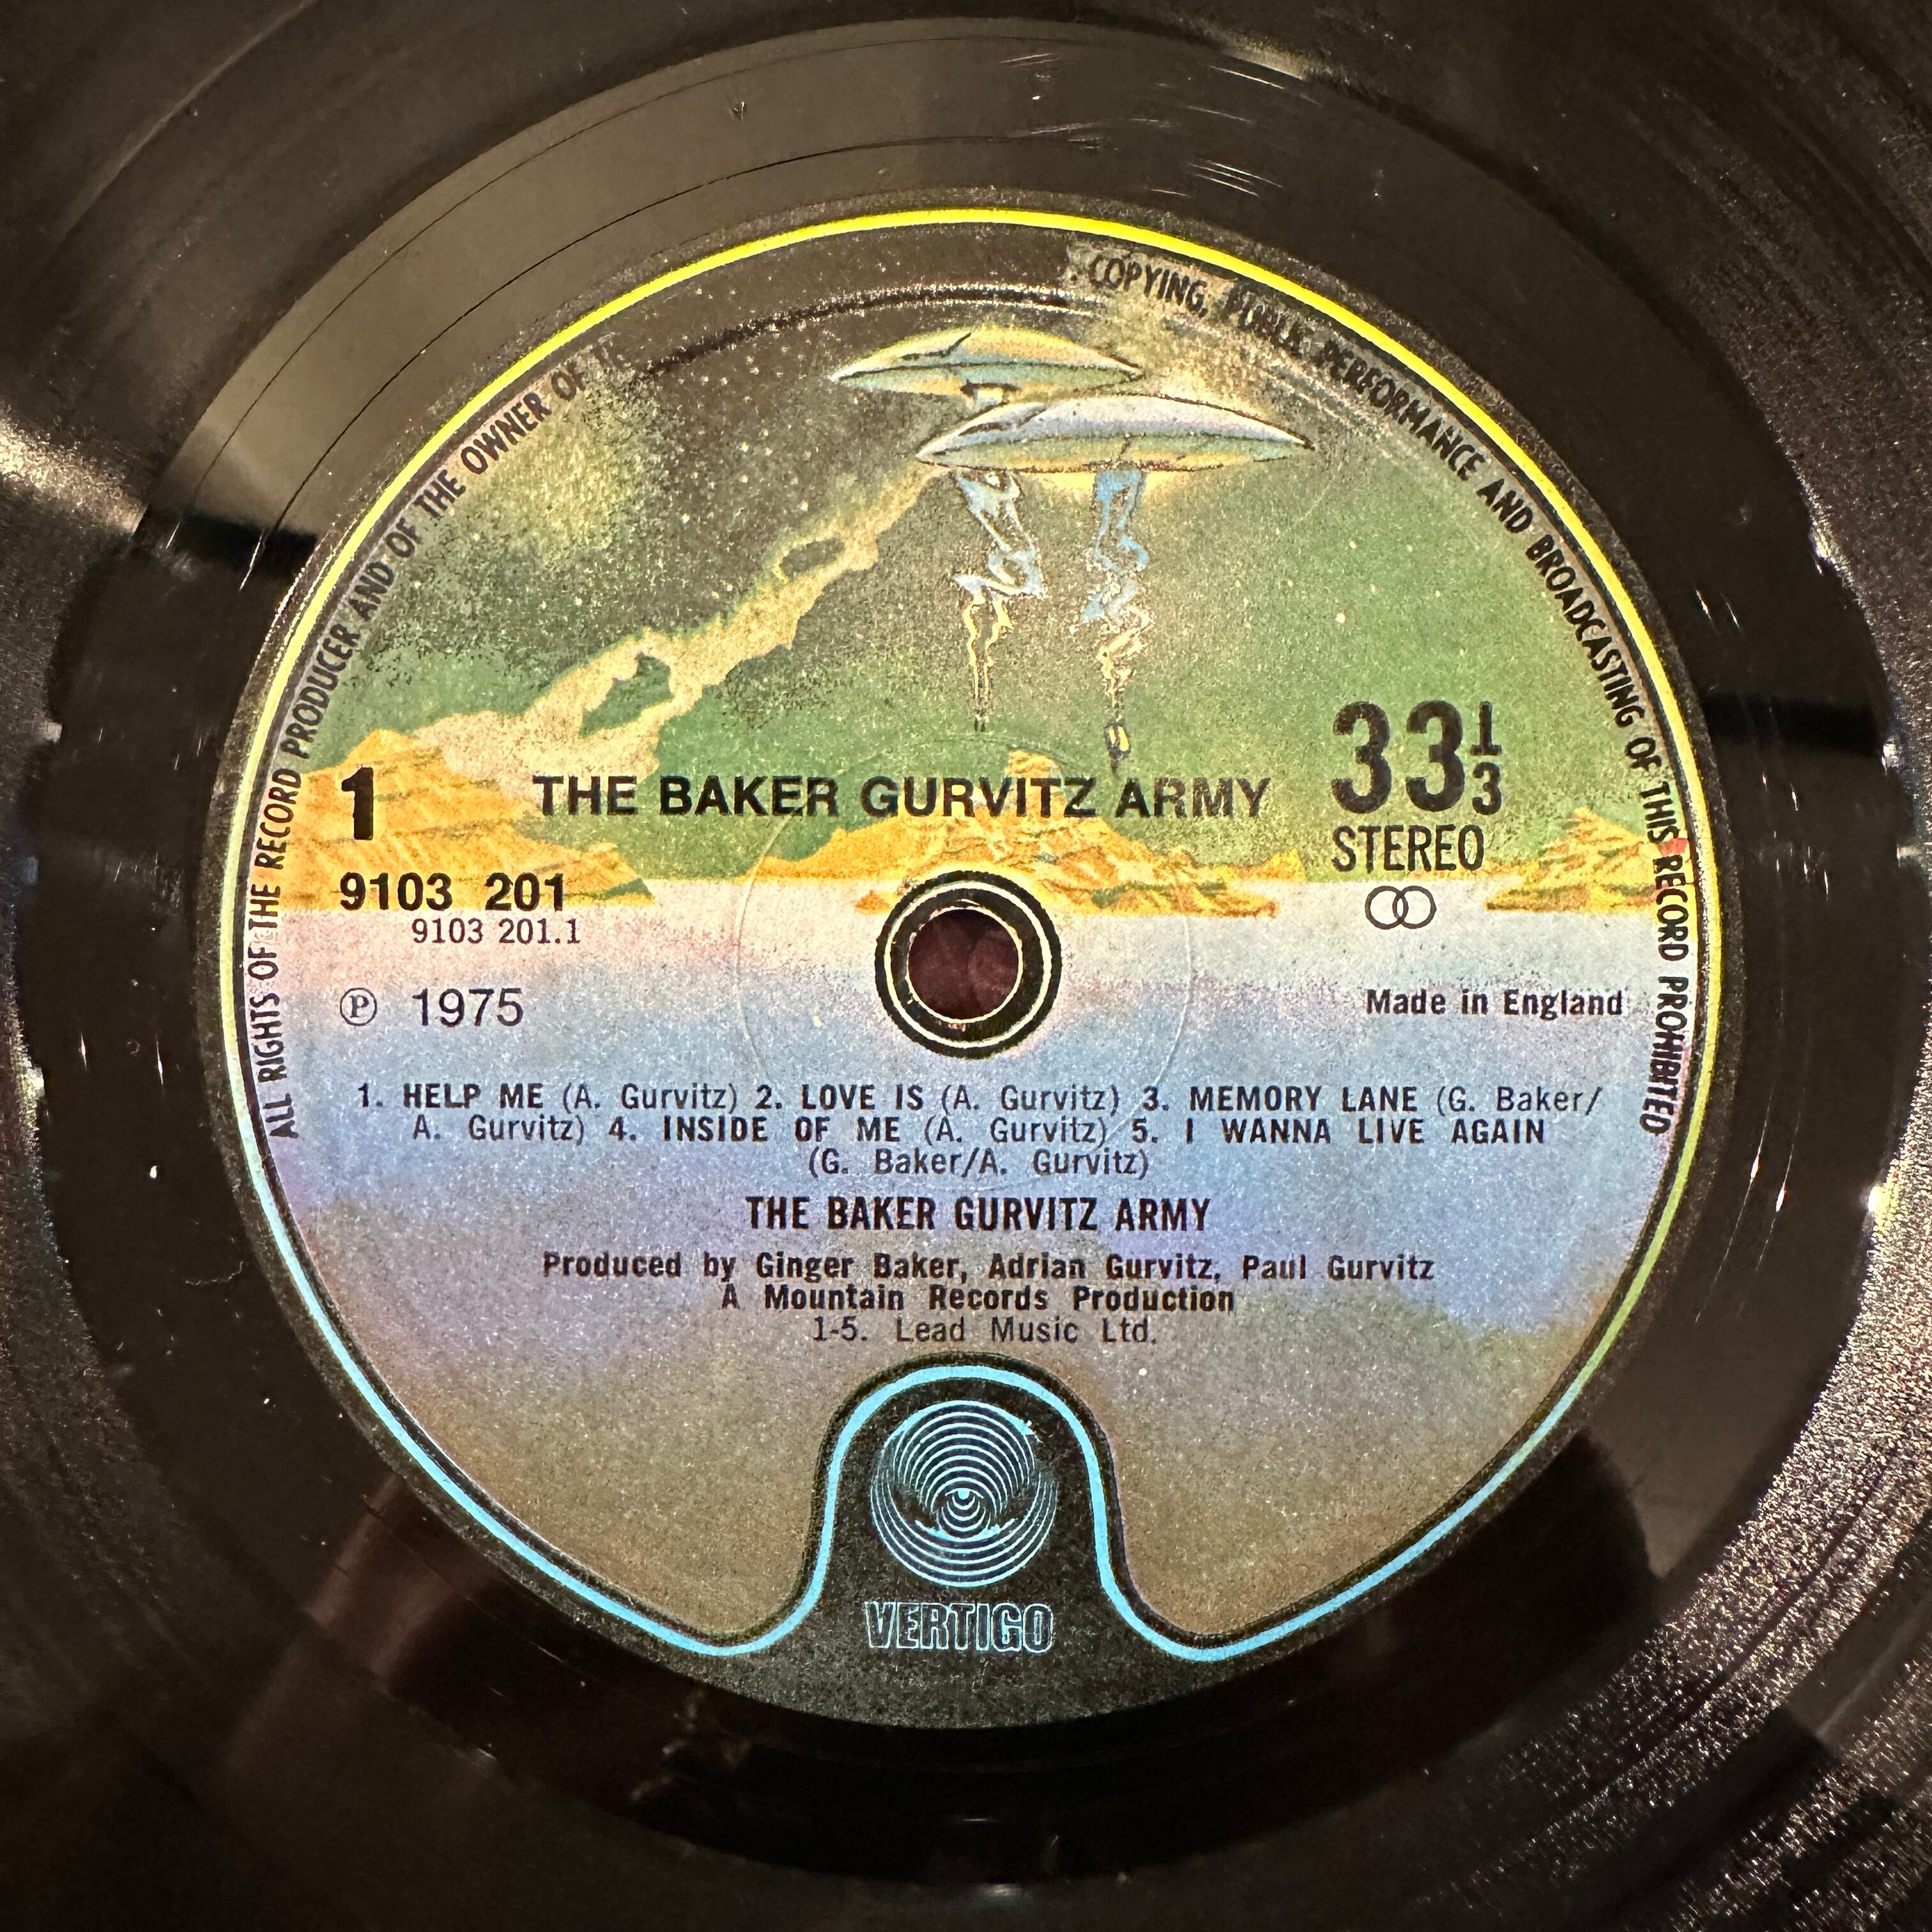 ALL RIGHTS OF THE RECORD PRODUCER AND OF THE OWNER OF
COPYING, PUBLIC PERFORMANCE AND BROADCASTING OF THIS RECORD PROHIBITED
THE BAKER GURVITZ ARMY
33 1/3
STEREO
1
9103 201
9103 201.1
℗ 1975
Made in England
1. HELP ME (A. Gurvitz) 2. LOVE IS (A. Gurvitz) 3. MEMORY LANE (G. Baker/
A. Gurvitz) 4. INSIDE OF ME (A. Gurvitz) 5. I WANNA LIVE AGAIN
(G. Baker/A. Gurvitz)
THE BAKER GURVITZ ARMY
Produced by Ginger Baker, Adrian Gurvitz, Paul Gurvitz
A Mountain Records Production
1-5. Lead Music Ltd.
VERTIGO